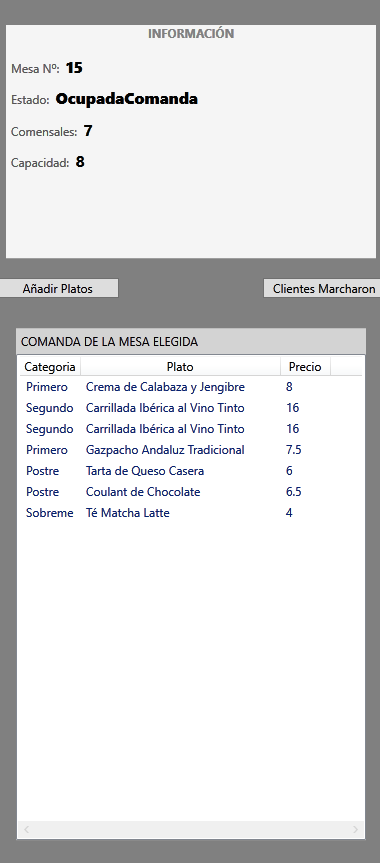 INFORMACIÓN
Mesa Nº: 15
Estado: OcupadaComanda
Comensales: 7
Capacidad: 8
Añadir Platos Clientes Marcharon
COMANDA DE LA MESA ELEGIDA
Categoria Plato Precio
Primero Crema de Calabaza y Jengibre 8
Segundo Carrillada Ibérica al Vino Tinto 16
Segundo Carrillada Ibérica al Vino Tinto 16
Primero Gazpacho Andaluz Tradicional 7.5
Postre Tarta de Queso Casera 6
Postre Coulant de Chocolate 6.5
Sobreme Té Matcha Latte 4